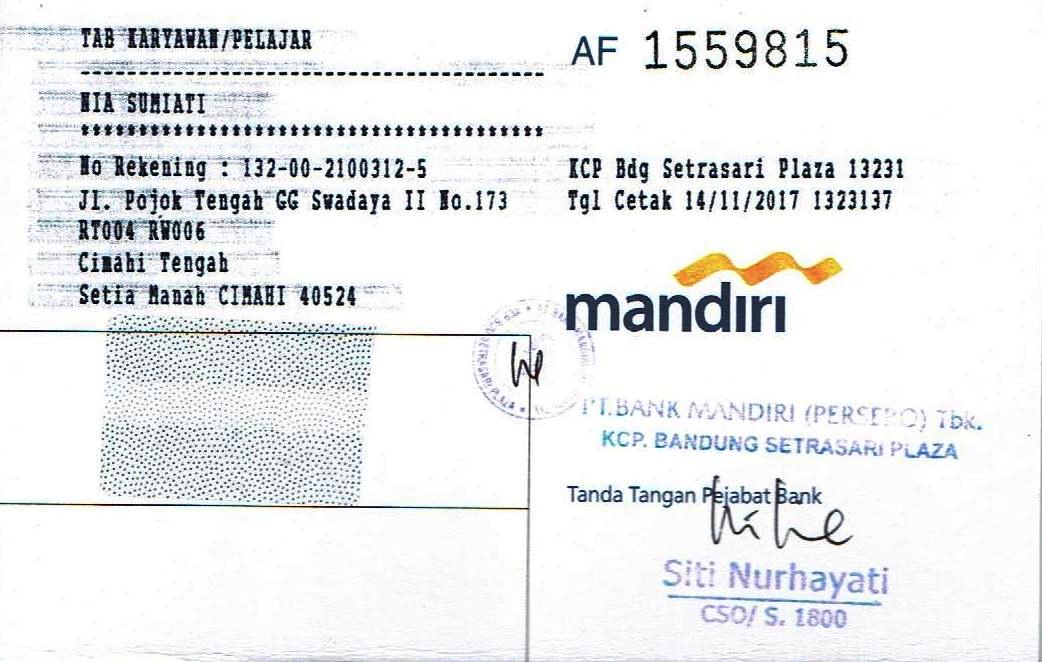 TAB KARYAWAN/PELAJAR
AF 1559815
----------------------------------------
NIA SUMIATI
****************************************
No Rekening : 132-00-2100312-5
Jl. Pojok Tengah GG Swadaya II No.173
RT004 RW006
Cimahi Tengah
Setia Manah CIMAHI 40524
KCP Bdg Setrasari Plaza 13231
Tgl Cetak 14/11/2017 1323137
mandiri
PT.BANK MANDIRI (PERSERO) Tbk.
KCP. BANDUNG SETRASARI PLAZA
Tanda Tangan Pejabat Bank
Siti Nurhayati
CSO/ S. 1800